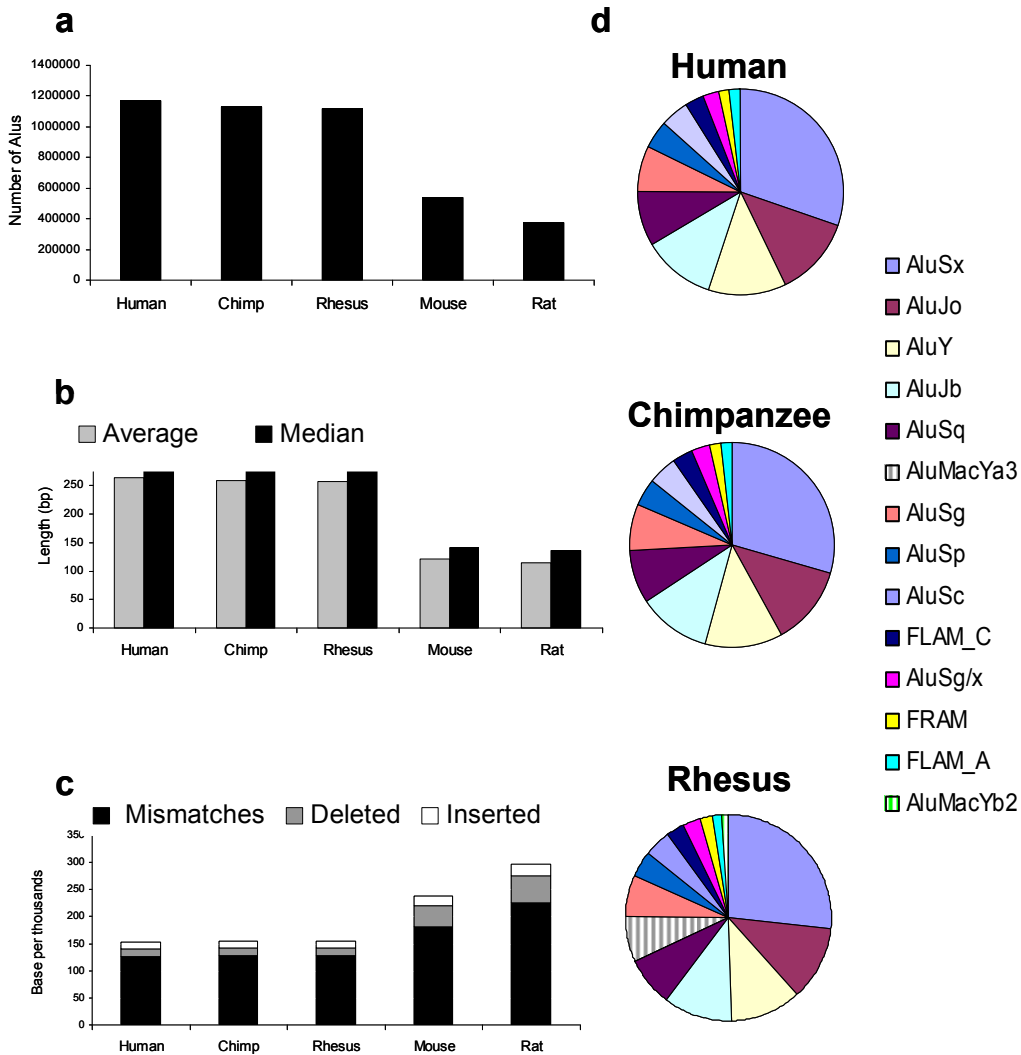 a
1400000
1200000
1000000
800000
600000
400000
200000
0
Number of Alus
Human Chimp Rhesus Mouse Rat
b
Average Median
250
200
150
100
50
0
Length (bp)
Human Chimp Rhesus Mouse Rat
c
Mismatches Deleted Inserted
350
300
250
200
150
100
50
0
Base per thousands
Human Chimp Rhesus Mouse Rat
d
Human
Chimpanzee
Rhesus
AluSx
AluJo
AluY
AluJb
AluSq
AluMacYa3
AluSg
AluSp
AluSc
FLAM_C
AluSg/x
FRAM
FLAM_A
AluMacYb2